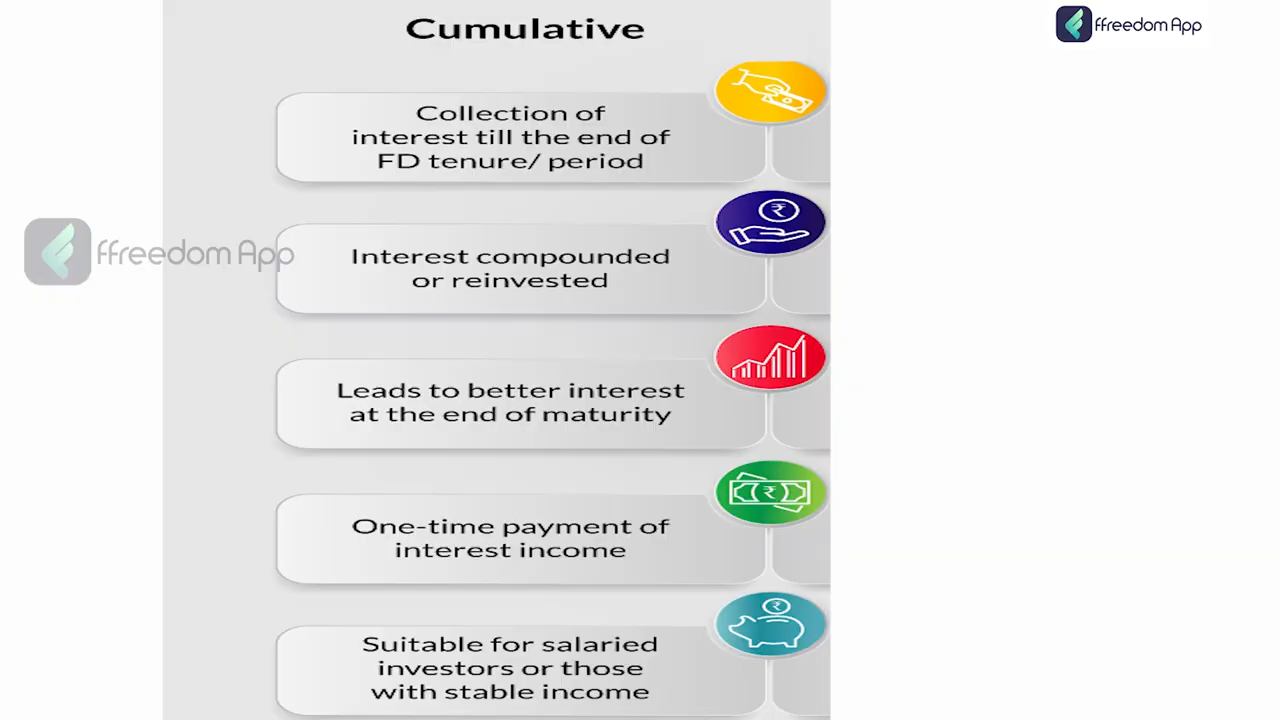 Cumulative
ffreedom App
Collection of
interest till the end of
FD tenure/ period
ffreedom App
Interest compounded
or reinvested
Leads to better interest
at the end of maturity
One-time payment of
interest income
Suitable for salaried
investors or those
with stable income